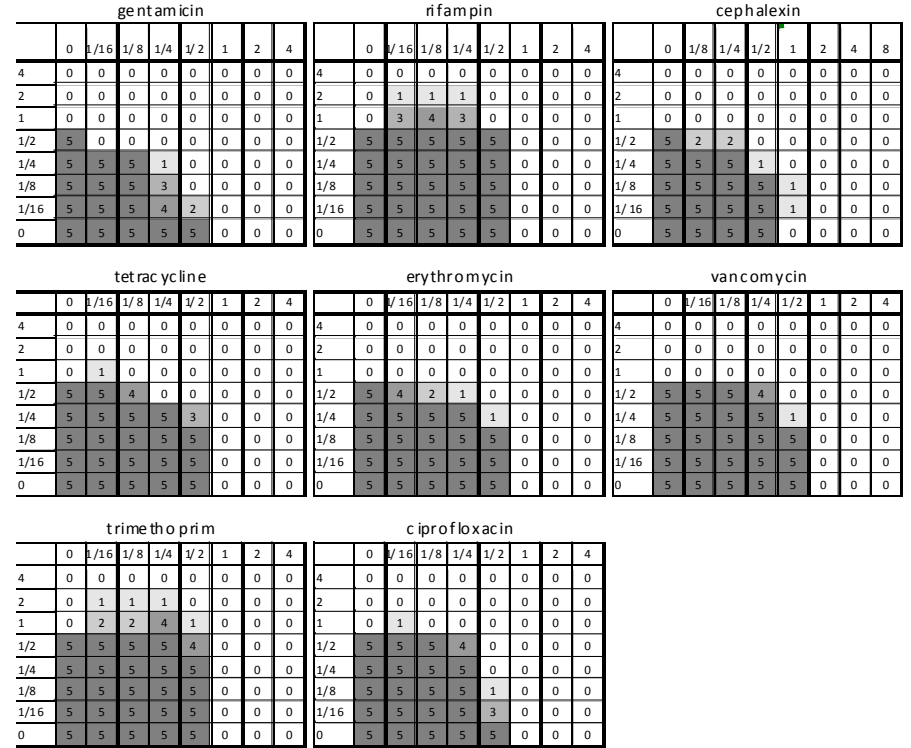 gentamicin rifampin cephalexin
0 1/16 1/8 1/4 1/2 1 2 4 0 1/16 1/8 1/4 1/2 1 2 4 0 1/8 1/4 1/2 1 2 4 8
4 0 0 0 0 0 0 0 0 4 0 0 0 0 0 0 0 0 4 0 0 0 0 0 0 0 0
2 0 0 0 0 0 0 0 0 2 0 1 1 1 0 0 0 0 2 0 0 0 0 0 0 0 0
1 0 0 0 0 0 0 0 0 1 0 3 4 3 0 0 0 0 1 0 0 0 0 0 0 0 0
1/2 5 0 0 0 0 0 0 0 1/2 5 5 5 5 5 0 0 0 1/2 5 2 2 0 0 0 0 0
1/4 5 5 5 1 0 0 0 0 1/4 5 5 5 5 5 0 0 0 1/4 5 5 5 1 0 0 0 0
1/8 5 5 5 3 0 0 0 0 1/8 5 5 5 5 5 0 0 0 1/8 5 5 5 5 1 0 0 0
1/16 5 5 5 4 2 0 0 0 1/16 5 5 5 5 5 0 0 0 1/16 5 5 5 5 1 0 0 0
0 5 5 5 5 5 0 0 0 0 5 5 5 5 5 0 0 0 0 5 5 5 5 0 0 0 0
tetracycline erythromycin vancomycin
0 1/16 1/8 1/4 1/2 1 2 4 0 1/16 1/8 1/4 1/2 1 2 4 0 1/16 1/8 1/4 1/2 1 2 4
4 0 0 0 0 0 0 0 0 4 0 0 0 0 0 0 0 0 4 0 0 0 0 0 0 0 0
2 0 0 0 0 0 0 0 0 2 0 0 0 0 0 0 0 0 2 0 0 0 0 0 0 0 0
1 0 1 0 0 0 0 0 0 1 0 0 0 0 0 0 0 0 1 0 0 0 0 0 0 0 0
1/2 5 5 4 0 0 0 0 0 1/2 5 4 2 1 0 0 0 0 1/2 5 5 5 4 0 0 0 0
1/4 5 5 5 5 3 0 0 0 1/4 5 5 5 5 1 0 0 0 1/4 5 5 5 5 1 0 0 0
1/8 5 5 5 5 5 0 0 0 1/8 5 5 5 5 5 0 0 0 1/8 5 5 5 5 5 0 0 0
1/16 5 5 5 5 5 0 0 0 1/16 5 5 5 5 5 0 0 0 1/16 5 5 5 5 5 0 0 0
0 5 5 5 5 5 0 0 0 0 5 5 5 5 5 0 0 0 0 5 5 5 5 5 0 0 0
trimethoprim ciprofloxacin
0 1/16 1/8 1/4 1/2 1 2 4 0 1/16 1/8 1/4 1/2 1 2 4
4 0 0 0 0 0 0 0 0 4 0 0 0 0 0 0 0 0
2 0 1 1 1 0 0 0 0 2 0 0 0 0 0 0 0 0
1 0 2 2 4 1 0 0 0 1 0 1 0 0 0 0 0 0
1/2 5 5 5 5 4 0 0 0 1/2 5 5 5 4 0 0 0 0
1/4 5 5 5 5 5 0 0 0 1/4 5 5 5 5 0 0 0 0
1/8 5 5 5 5 5 0 0 0 1/8 5 5 5 5 1 0 0 0
1/16 5 5 5 5 5 0 0 0 1/16 5 5 5 5 3 0 0 0
0 5 5 5 5 5 0 0 0 0 5 5 5 5 5 0 0 0